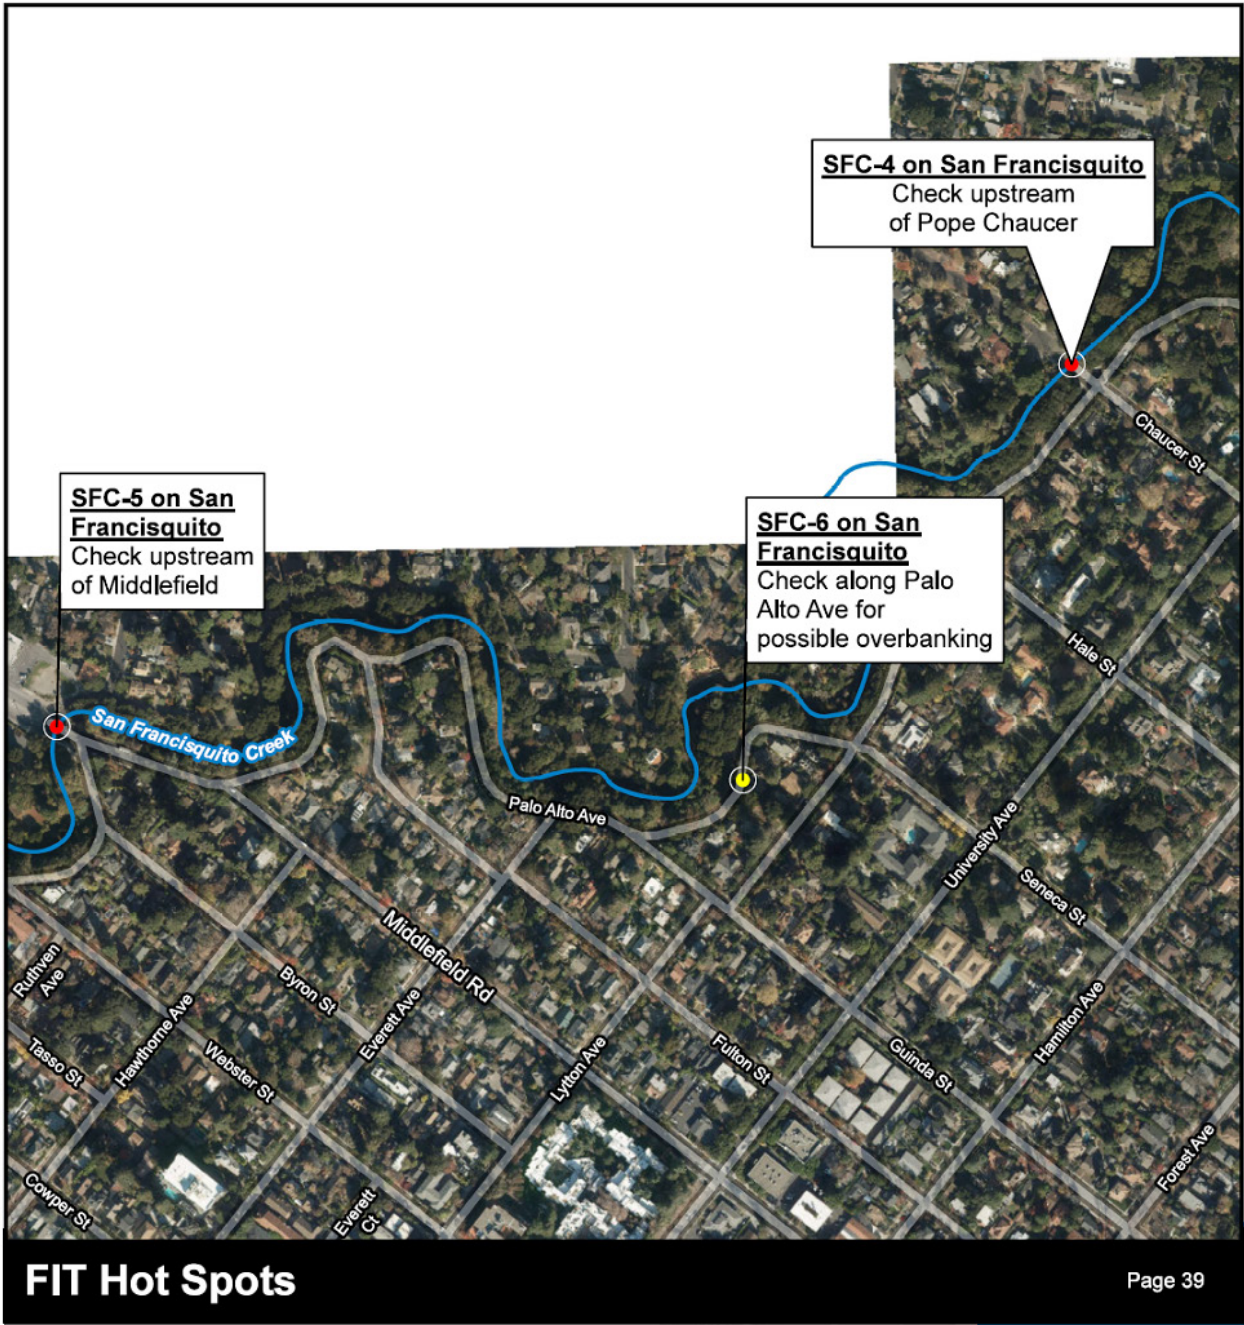 SFC-4 on San Francisquito
Check upstream
of Pope Chaucer
SFC-5 on San
Francisquito
Check upstream
of Middlefield
SFC-6 on San
Francisquito
Check along Palo
Alto Ave for
possible overbanking
Chaucer St
Hale St
San Francisquito Creek
Palo Alto Ave
University Ave
Seneca St
Middlefield Rd
Ruthven
Ave
Byron St
Hawthorne Ave
Everett Ave
Hamilton Ave
Tasso St
Webster St
Lytton Ave
Fulton St
Guinda St
Forest Ave
Cowper St
Everett
Ct
FIT Hot Spots
Page 39